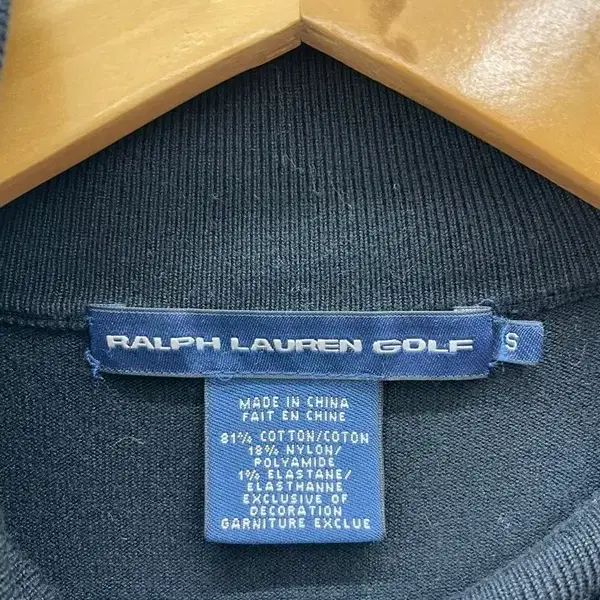 RALPH LAUREN GOLF
S
MADE IN CHINA
FAIT EN CHINE
81% COTTON/COTON
18% NYLON/
POLYAMIDE
1% ELASTANE/
ELASTHANNE
EXCLUSIVE OF
DECORATION
GARNITURE EXCLUE